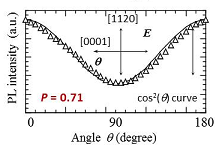 PL intensity (a.u.)
[1120]
[0001]
E
θ
P = 0.71
cos²(θ) curve
0
90
180
Angle θ (degree)